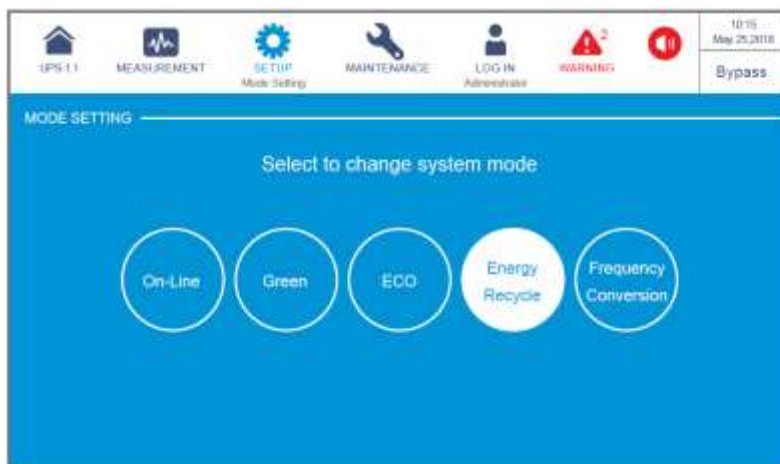 10:15
May 25,2018
UPS-1.1
MEASUREMENT
SETUP
MAINTENANCE
LOG IN
WARNING
2
Mode Setting
Administrator
Bypass
MODE SETTING
Select to change system mode
On-Line
Green
ECO
Energy
Recycle
Frequency
Conversion